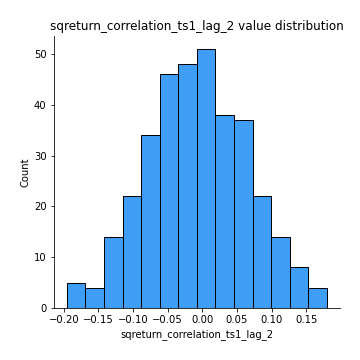 sqreturn_correlation_ts1_lag_2 value distribution
50
40
30
20
10
0
Count
−0.20 −0.15 −0.10 −0.05 0.00 0.05 0.10 0.15
sqreturn_correlation_ts1_lag_2